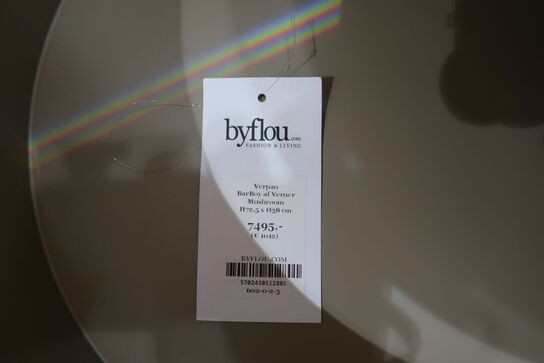 byflou.com
FASHION & LIVING
Verpan
BarBoy af Verner
Mushroom
H72.5 x Ø38 cm
7495,-
(€ 1012)
BYFLOU.COM
5702410512801
602-0-2-3